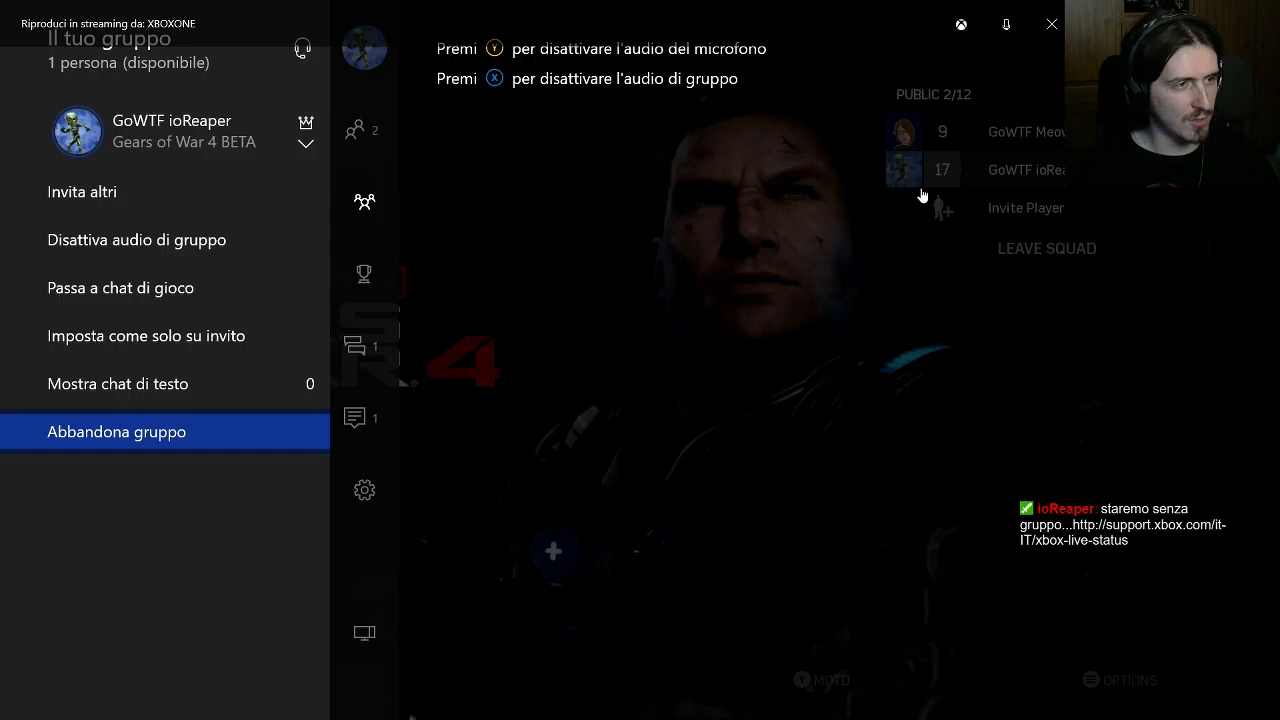 Riproduci in streaming da: XBOXONE
Il tuo gruppo
1 persona (disponibile)
GoWTF ioReaper
Gears of War 4 BETA
Invita altri
Disattiva audio di gruppo
Passa a chat di gioco
Imposta come solo su invito
Mostra chat di testo 0
Abbandona gruppo
2
1
1
Premi Y per disattivare l'audio del microfono
Premi X per disattivare l'audio di gruppo
PUBLIC 2/12
9 GoWTF Meow
17 GoWTF ioRea
Invite Player
LEAVE SQUAD
4
ioReaper: staremo senza
gruppo...http://support.xbox.com/it-
IT/xbox-live-status
Y MOTD
OPTIONS